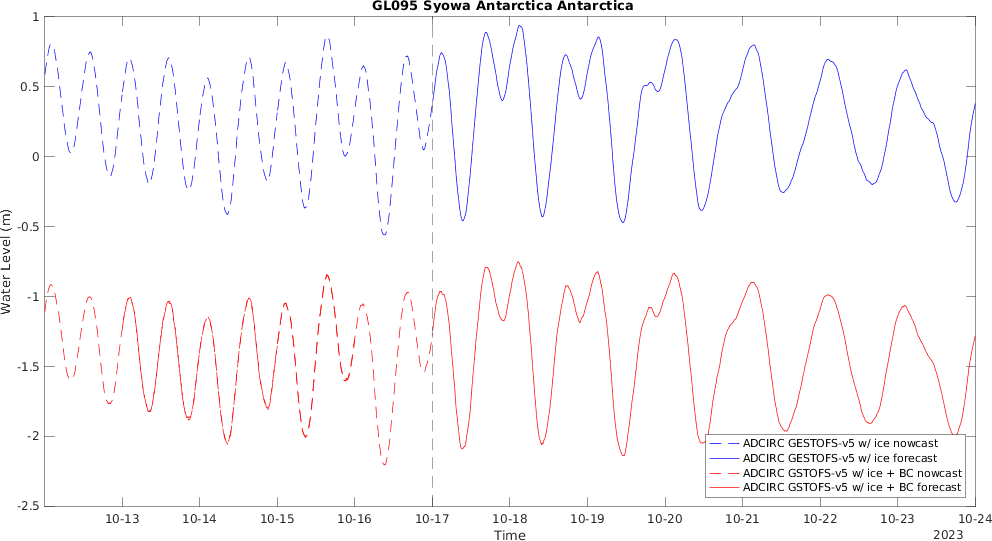 GL095 Syowa Antarctica Antarctica
Water Level (m)
1
0.5
0
-0.5
-1
-1.5
-2
-2.5
ADCIRC GESTOFS-v5 w/ ice nowcast
ADCIRC GESTOFS-v5 w/ ice forecast
ADCIRC GSTOFS-v5 w/ ice + BC nowcast
ADCIRC GSTOFS-v5 w/ ice + BC forecast
10-13 10-14 10-15 10-16 10-17 10-18 10-19 10-20 10-21 10-22 10-23 10-24
Time
2023